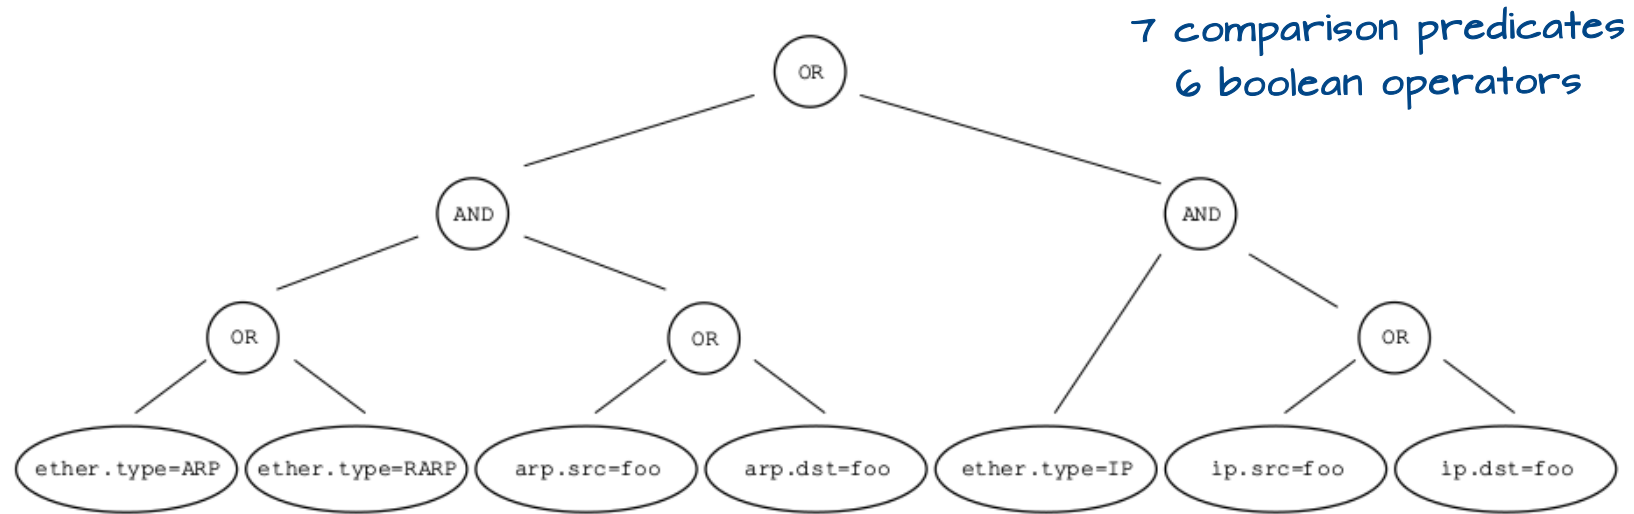 7 comparison predicates
6 boolean operators
OR
AND
AND
OR
OR
OR
ether.type=ARP
ether.type=RARP
arp.src=foo
arp.dst=foo
ether.type=IP
ip.src=foo
ip.dst=foo